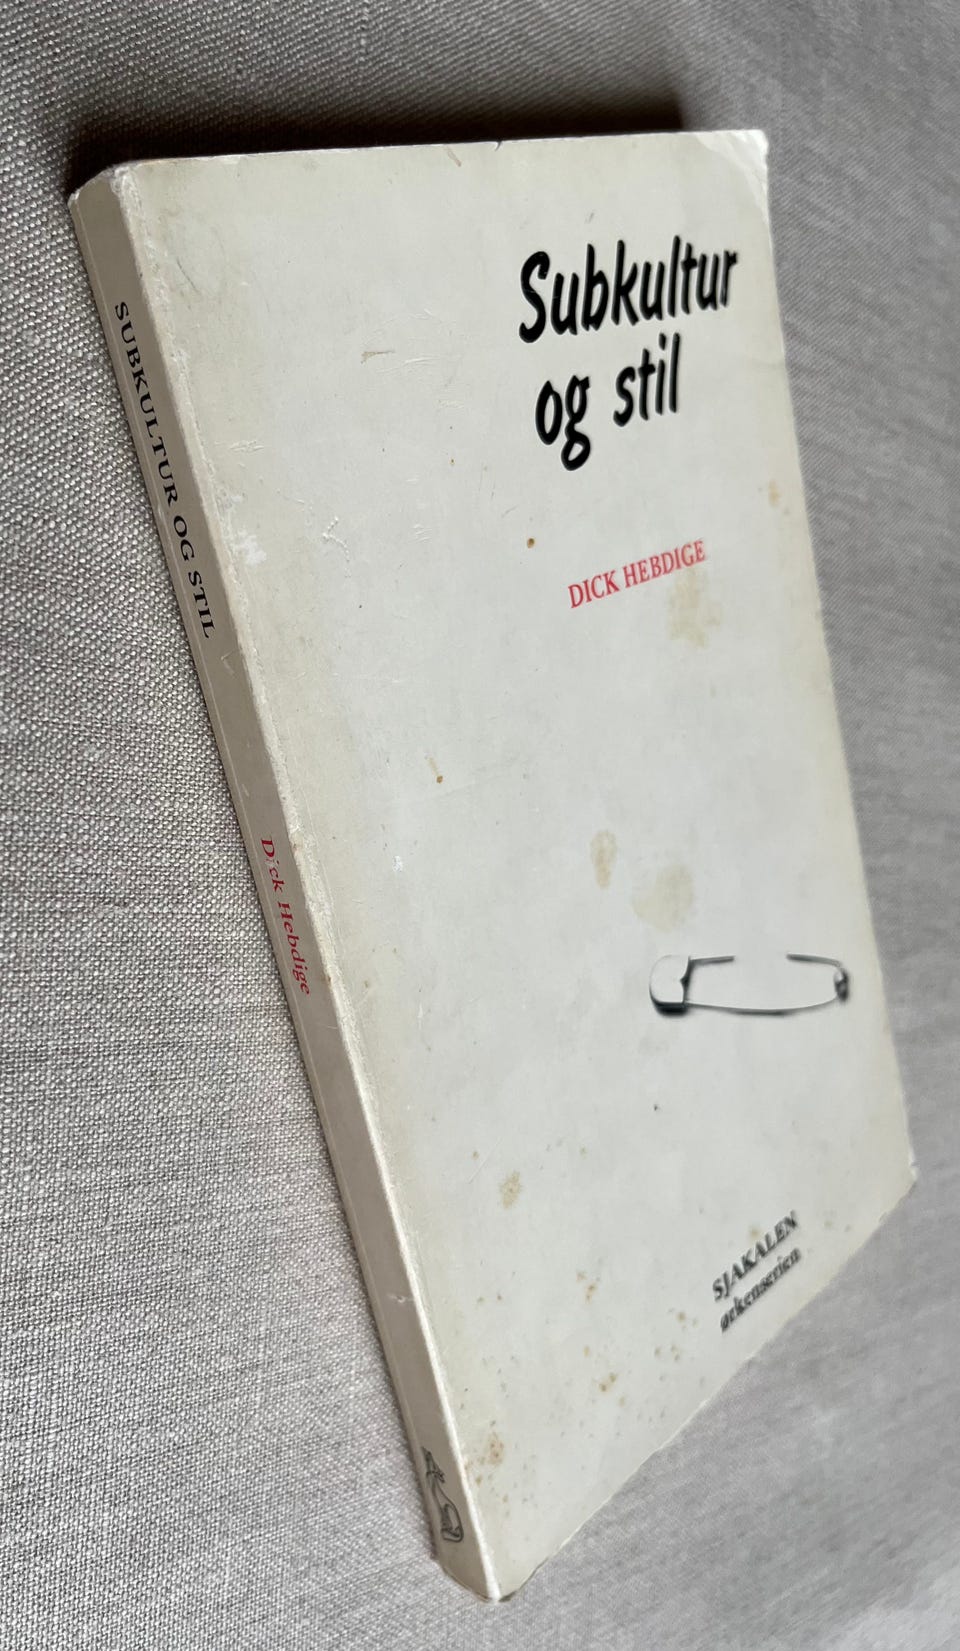 Subkultur
og stil
DICK HEBDIGE
SJAKALEN
ørkenserien
SUBKULTUR OG STIL
Dick Hebdige